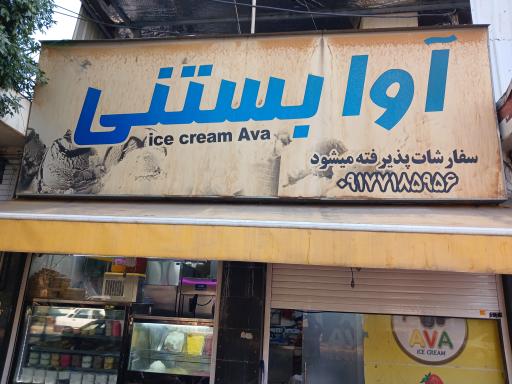 آوا بستنی
ice cream Ava
سفارشات پذیرفته میشود
۰۹۱۷۷۱۸۵۹۵۶
AVA
ICE CREAM